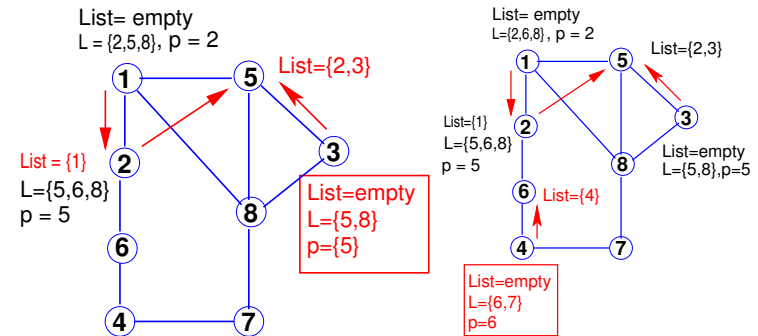 List= empty
L = {2,5,8}, p = 2
1
5
List={2,3}
List = {1}
2
L={5,6,8}
p = 5
3
List=empty
L={5,8}
p={5}
8
6
4
7
List= empty
L={2,6,8}, p = 2
1
5
List={2,3}
List={1}
2
L={5,6,8}
p = 5
3
List=empty
L={5,8},p=5
8
6
List={4}
4
7
List=empty
L={6,7}
p=6